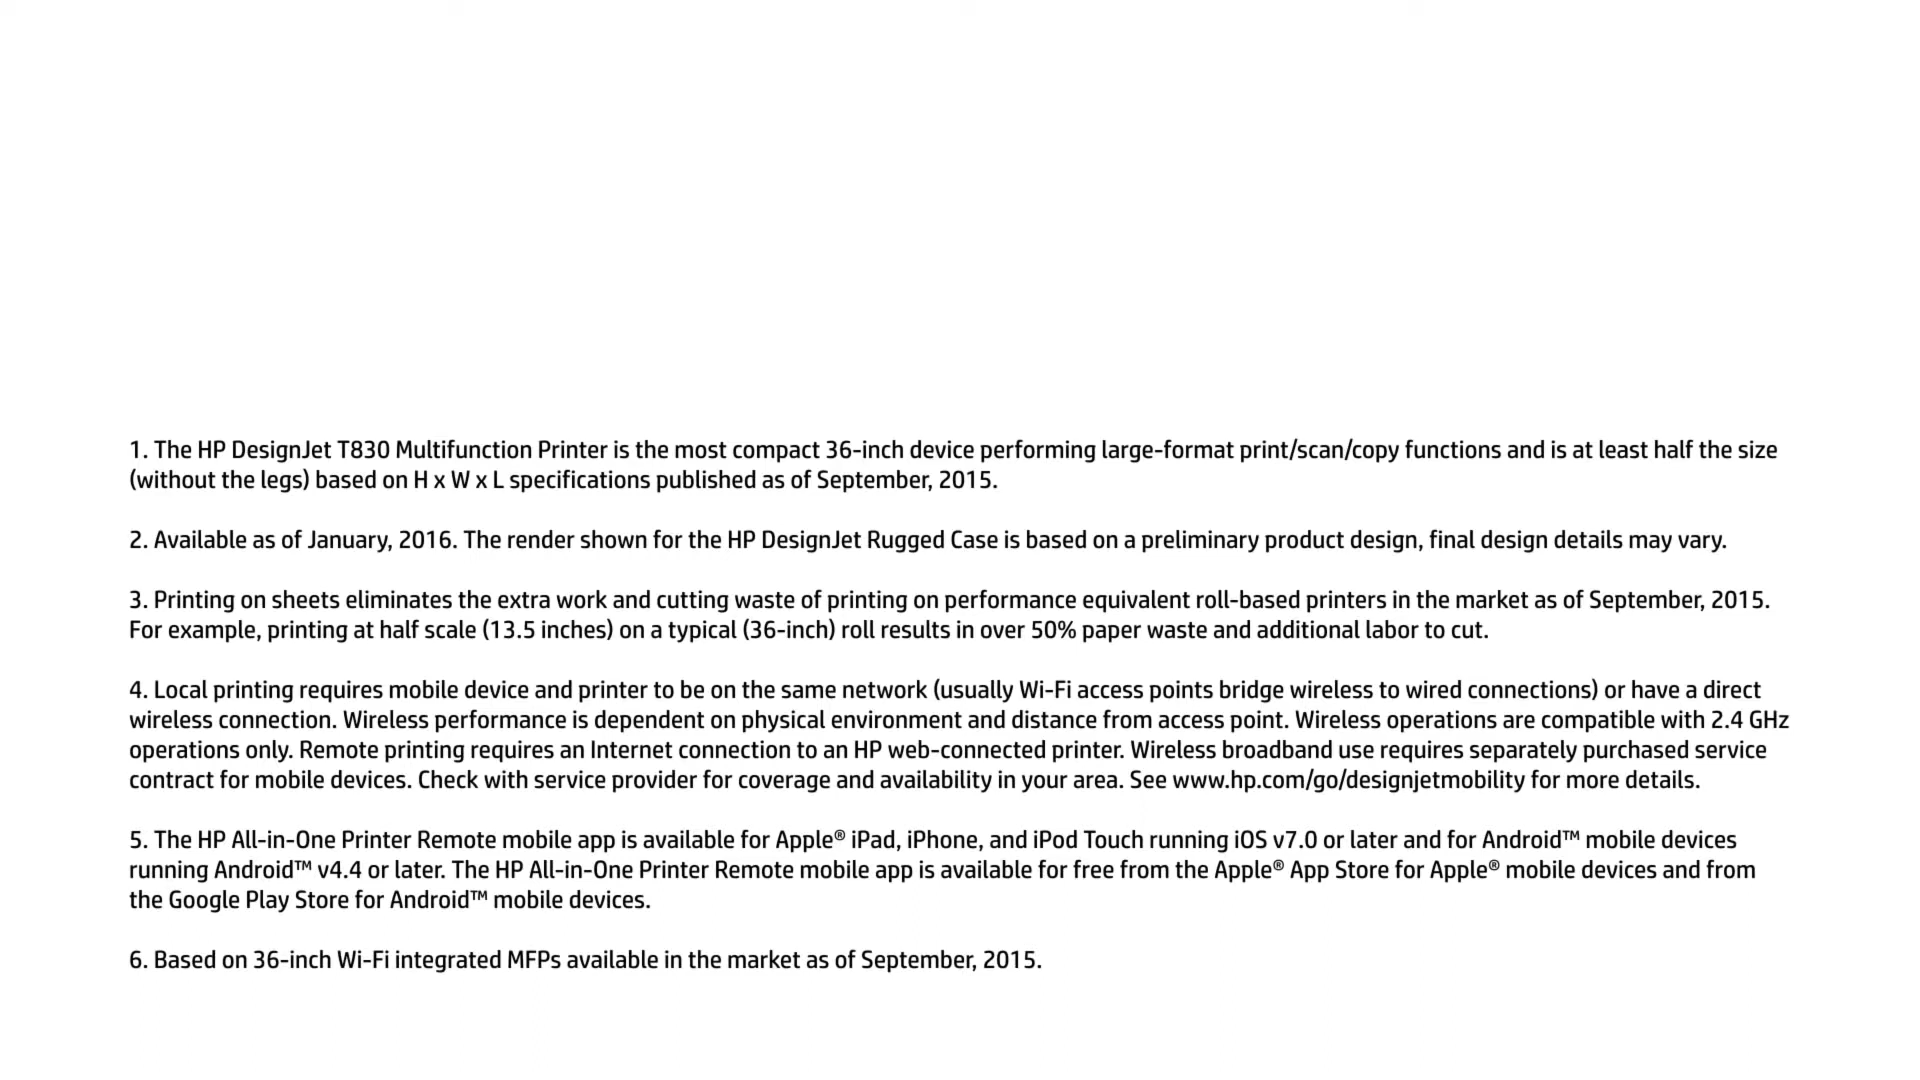 1. The HP DesignJet T830 Multifunction Printer is the most compact 36-inch device performing large-format print/scan/copy functions and is at least half the size
(without the legs) based on H x W x L specifications published as of September, 2015.
2. Available as of January, 2016. The render shown for the HP DesignJet Rugged Case is based on a preliminary product design, final design details may vary.
3. Printing on sheets eliminates the extra work and cutting waste of printing on performance equivalent roll-based printers in the market as of September, 2015.
For example, printing at half scale (13.5 inches) on a typical (36-inch) roll results in over 50% paper waste and additional labor to cut.
4. Local printing requires mobile device and printer to be on the same network (usually Wi-Fi access points bridge wireless to wired connections) or have a direct
wireless connection. Wireless performance is dependent on physical environment and distance from access point. Wireless operations are compatible with 2.4 GHz
operations only. Remote printing requires an Internet connection to an HP web-connected printer. Wireless broadband use requires separately purchased service
contract for mobile devices. Check with service provider for coverage and availability in your area. See www.hp.com/go/designjetmobility for more details.
5. The HP All-in-One Printer Remote mobile app is available for Apple® iPad, iPhone, and iPod Touch running iOS v7.0 or later and for Android™ mobile devices
running Android™ v4.4 or later. The HP All-in-One Printer Remote mobile app is available for free from the Apple® App Store for Apple® mobile devices and from
the Google Play Store for Android™ mobile devices.
6. Based on 36-inch Wi-Fi integrated MFPs available in the market as of September, 2015.